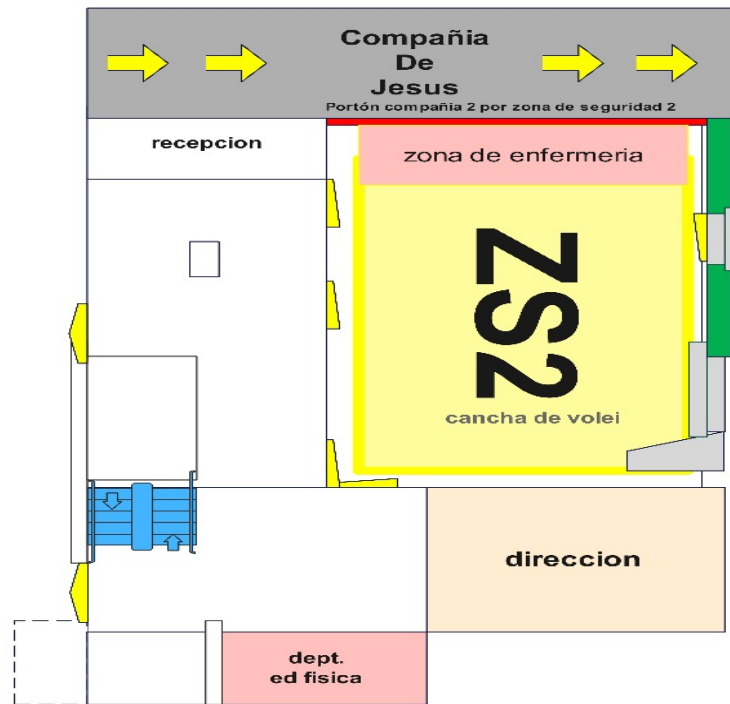 Compañia
De
Jesus
Portón compañia 2 por zona de seguridad 2
recepcion
zona de enfermeria
ZS2
cancha de volei
direccion
dept.
ed fisica